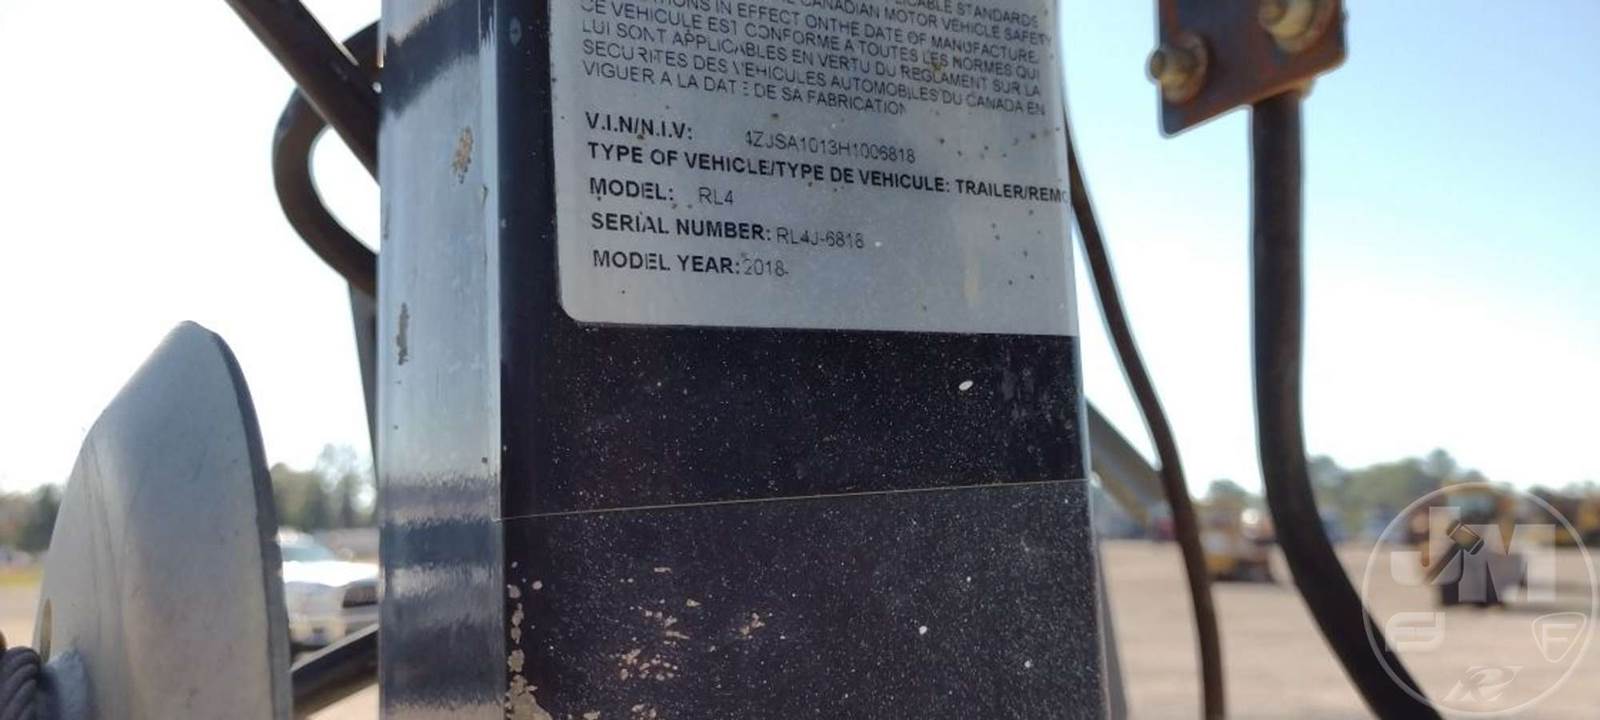 CANADIAN MOTOR VEHICLE SAFETY STANDARDS
IN EFFECT ONTHE DATE OF MANUFACTURE.
CE VEHICULE EST CONFORME A TOUTES LES NORMES QUI
LUI SONT APPLICABLES EN VERTU DU REGLAMENT SUR LA
SECURITES DES VEHICULES AUTOMOBILES DU CANADA EN
VIGUER A LA DATE DE SA FABRICATION
V.I.N/N.I.V: 4ZJSA1013H1006818
TYPE OF VEHICLE/TYPE DE VEHICULE: TRAILER/REMO
MODEL: RL4
SERIAL NUMBER: RL4J-6818
MODEL YEAR: 2018
JM